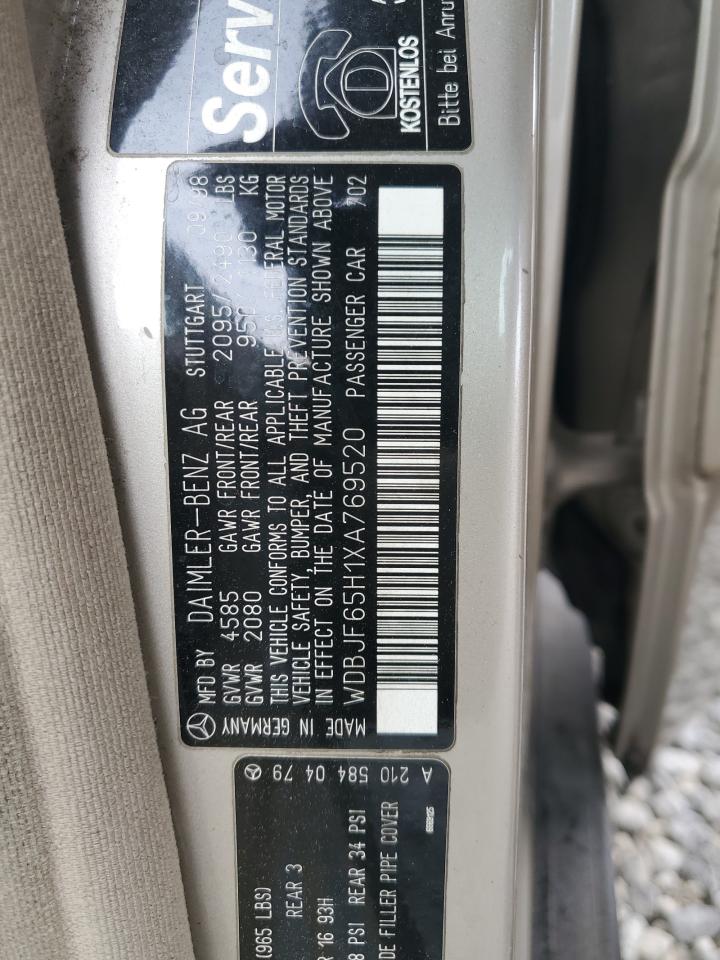 Serv
KOSTENLOS
Bitte bei Anru
MFD BY DAIMLER-BENZ AG STUTTGART 09/98
GVWR 4585 GAWR FRONT/REAR 2095/2490 LBS
GVWR 2080 GAWR FRONT/REAR 950 1130 KG
THIS VEHICLE CONFORMS TO ALL APPLICABLE U.S. FEDERAL MOTOR
VEHICLE SAFETY, BUMPER, AND THEFT PREVENTION STANDARDS
IN EFFECT ON THE DATE OF MANUFACTURE SHOWN ABOVE
WDBJF65H1XA769520 PASSENGER CAR 702
MADE IN GERMANY
A 210 584 04 79
(965 LBS)
REAR 3
R 16 93H
8 PSI REAR 34 PSI
DE FILLER PIPE COVER